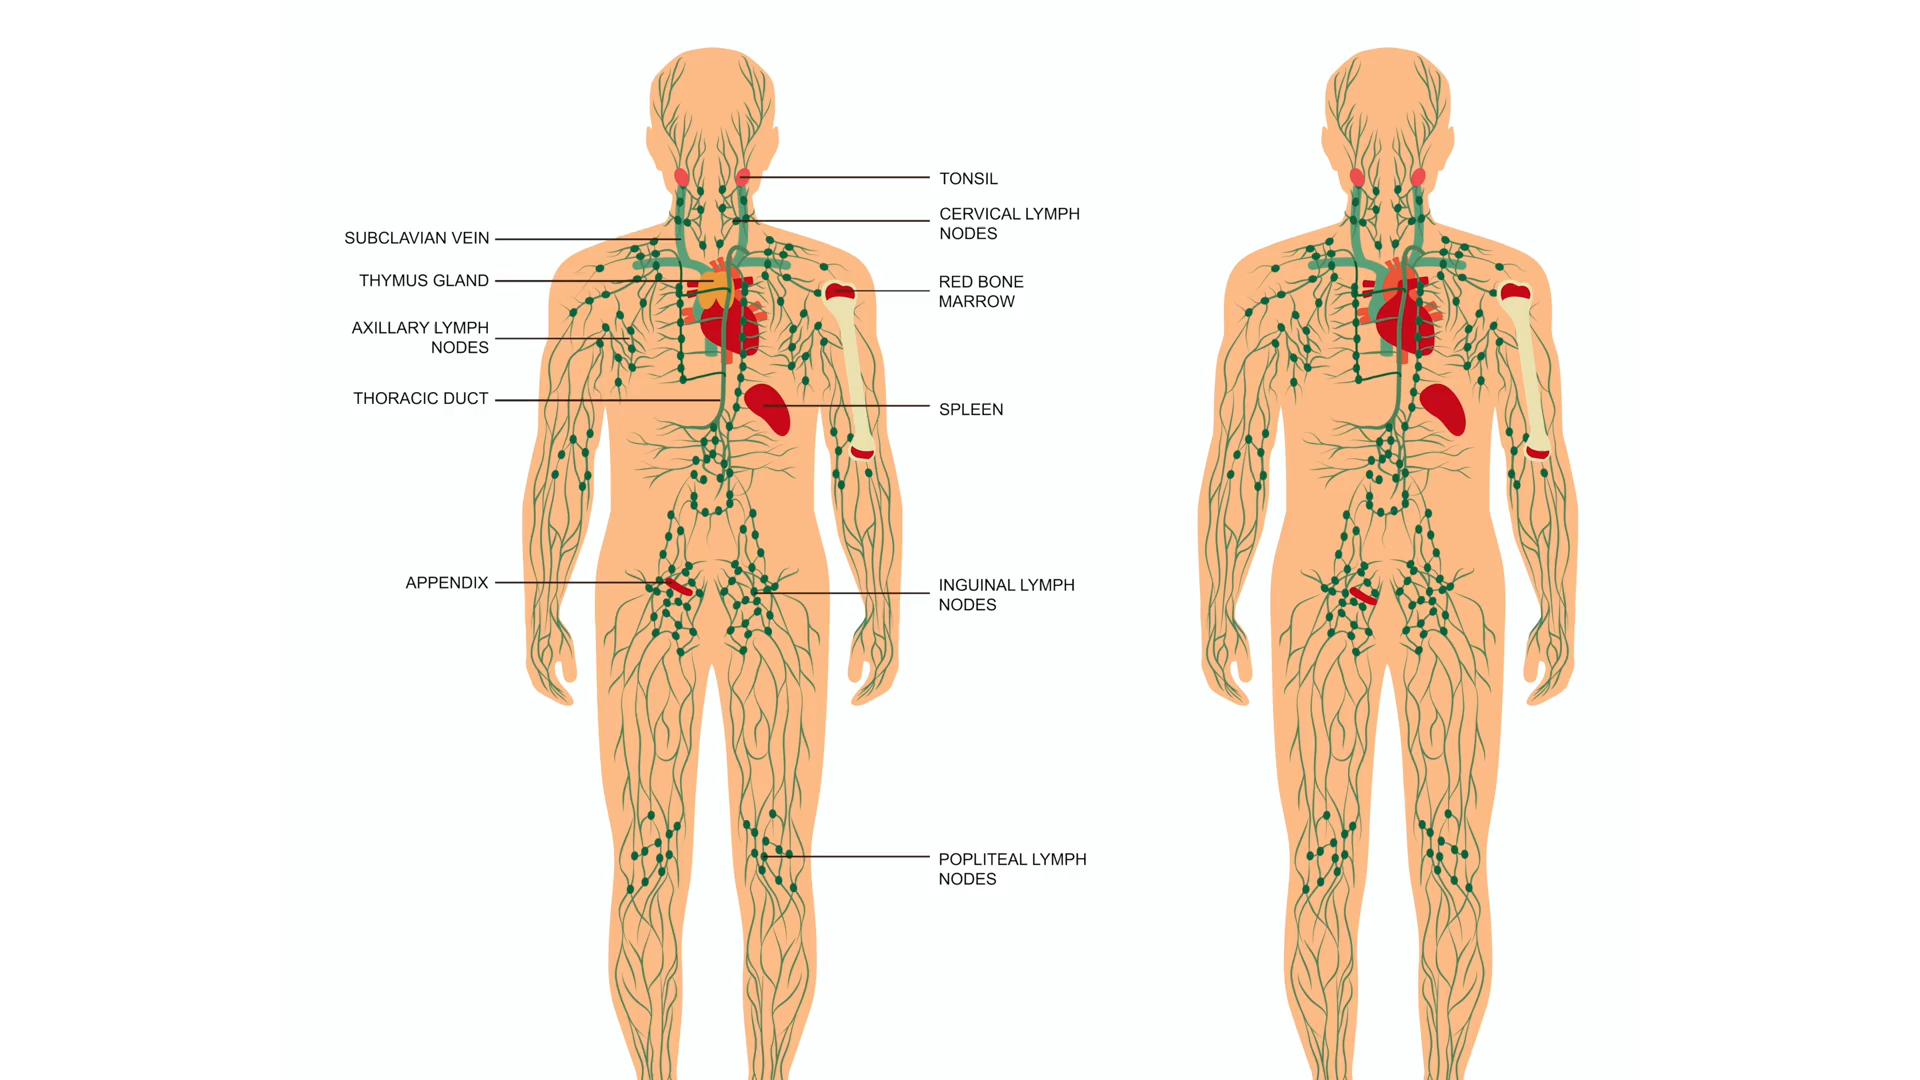 SUBCLAVIAN VEIN
THYMUS GLAND
AXILLARY LYMPH
NODES
THORACIC DUCT
APPENDIX
TONSIL
CERVICAL LYMPH
NODES
RED BONE
MARROW
SPLEEN
INGUINAL LYMPH
NODES
POPLITEAL LYMPH
NODES